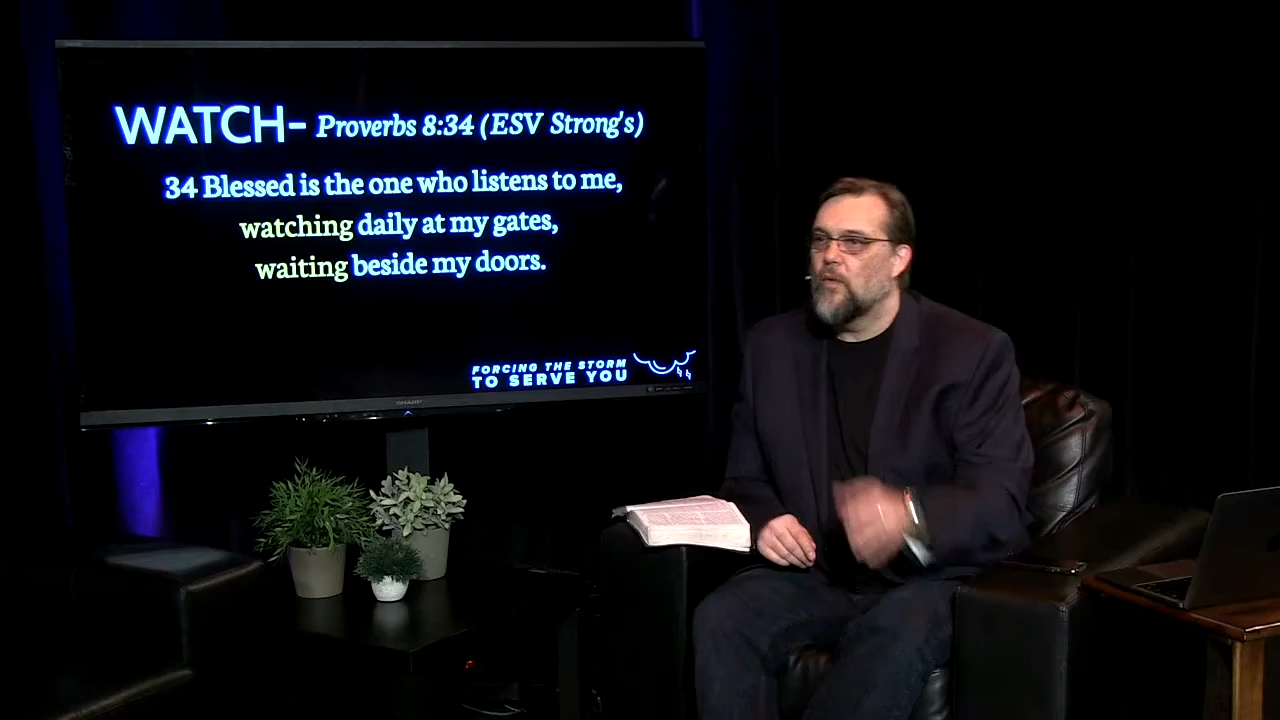 WATCH- Proverbs 8:34 (ESV Strong's)
34 Blessed is the one who listens to me,
watching daily at my gates,
waiting beside my doors.
FORCING THE STORM
TO SERVE YOU
SHARP